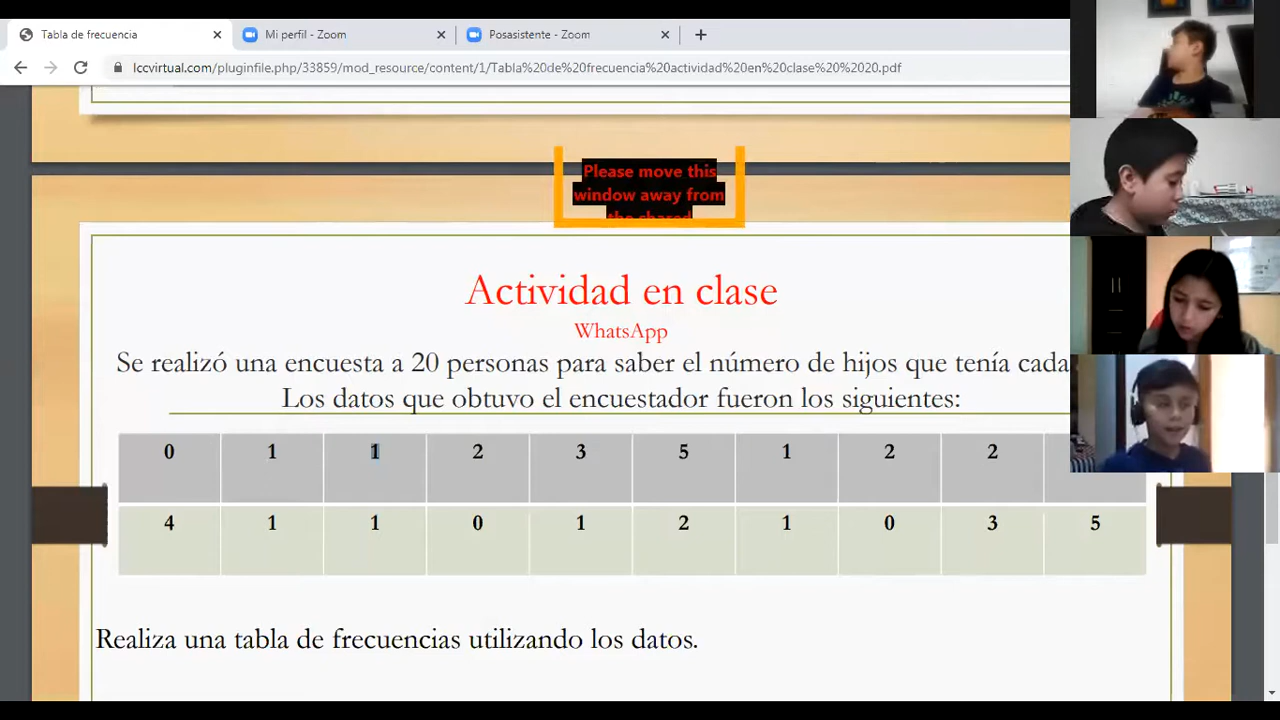 Tabla de frecuencia
Mi perfil - Zoom
Posasistente - Zoom
lccvirtual.com/pluginfile.php/33859/mod_resource/content/1/Tabla%20de%20frecuencia%20actividad%20en%20clase%20%2020.pdf
Please move this
window away from
the shared
Actividad en clase
WhatsApp
Se realizó una encuesta a 20 personas para saber el número de hijos que tenía cada
Los datos que obtuvo el encuestador fueron los siguientes:
0 1 1 2 3 5 1 2 2
4 1 1 0 1 2 1 0 3 5
Realiza una tabla de frecuencias utilizando los datos.